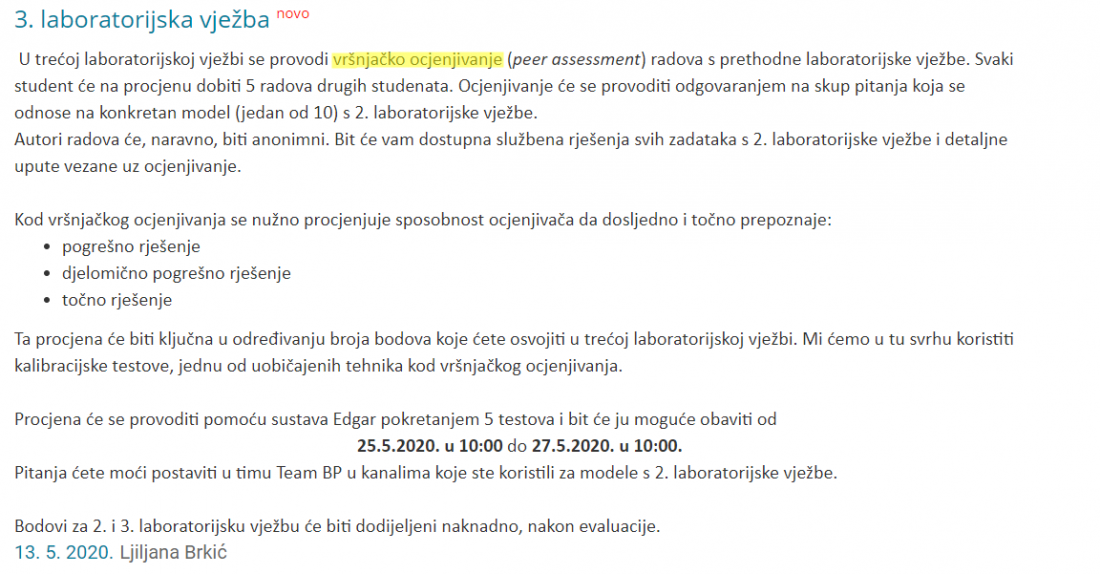 3. laboratorijska vježba novo
U trećoj laboratorijskoj vježbi se provodi vršnjačko ocjenjivanje (peer assessment) radova s prethodne laboratorijske vježbe. Svaki
student će na procjenu dobiti 5 radova drugih studenata. Ocjenjivanje će se provoditi odgovaranjem na skup pitanja koja se
odnose na konkretan model (jedan od 10) s 2. laboratorijske vježbe.
Autori radova će, naravno, biti anonimni. Bit će vam dostupna službena rješenja svih zadataka s 2. laboratorijske vježbe i detaljne
upute vezane uz ocjenjivanje.
Kod vršnjačkog ocjenjivanja se nužno procjenjuje sposobnost ocjenjivača da dosljedno i točno prepoznaje:
• pogrešno rješenje
• djelomično pogrešno rješenje
• točno rješenje
Ta procjena će biti ključna u određivanju broja bodova koje ćete osvojiti u trećoj laboratorijskoj vježbi. Mi ćemo u tu svrhu koristiti
kalibracijske testove, jednu od uobičajenih tehnika kod vršnjačkog ocjenjivanja.
Procjena će se provoditi pomoću sustava Edgar pokretanjem 5 testova i bit će ju moguće obaviti od
25.5.2020. u 10:00 do 27.5.2020. u 10:00.
Pitanja ćete moći postaviti u timu Team BP u kanalima koje ste koristili za modele s 2. laboratorijske vježbe.
Bodovi za 2. i 3. laboratorijsku vježbu će biti dodijeljeni naknadno, nakon evaluacije.
13. 5. 2020. Ljiljana Brkić